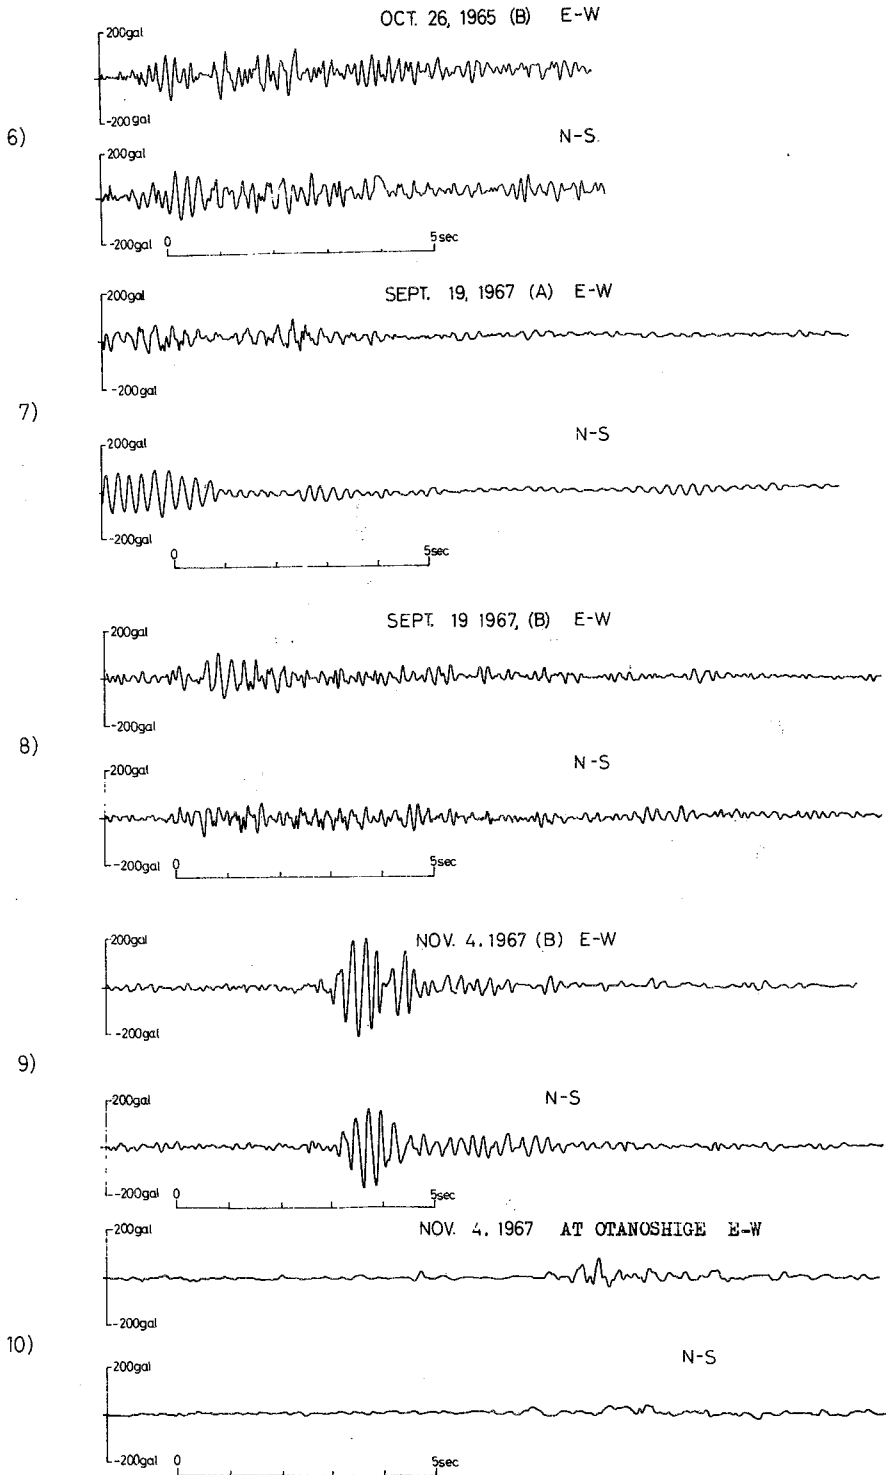 OCT. 26, 1965 (B) E-W
200gal
-200gal
6)
N-S.
200gal
-200gal
0 5sec
SEPT. 19, 1967 (A) E-W
200gal
-200gal
7)
N-S
200gal
-200gal
0 5sec
SEPT. 19 1967, (B) E-W
200gal
-200gal
8)
N-S
200gal
-200gal
0 5sec
NOV. 4. 1967 (B) E-W
200gal
-200gal
9)
N-S
200gal
-200gal
0 5sec
NOV. 4. 1967 AT OTANOSHIGE E-W
200gal
-200gal
10)
N-S
200gal
-200gal
0 5sec